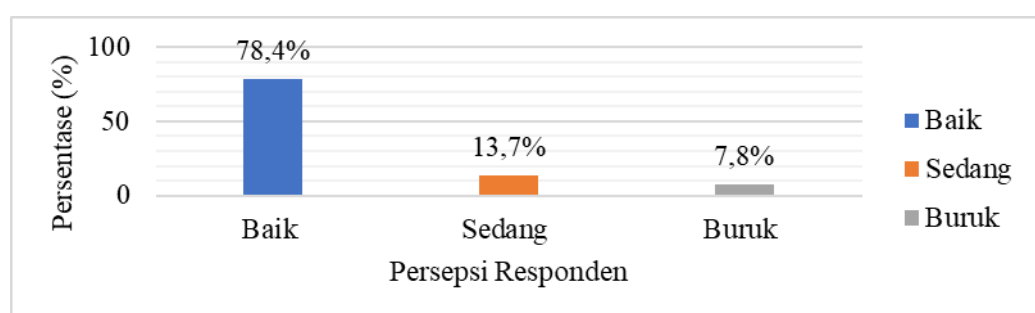 Persentase (%)
100
50
0
78,4%
13,7%
7,8%
Baik
Sedang
Buruk
Persepsi Responden
Baik
Sedang
Buruk